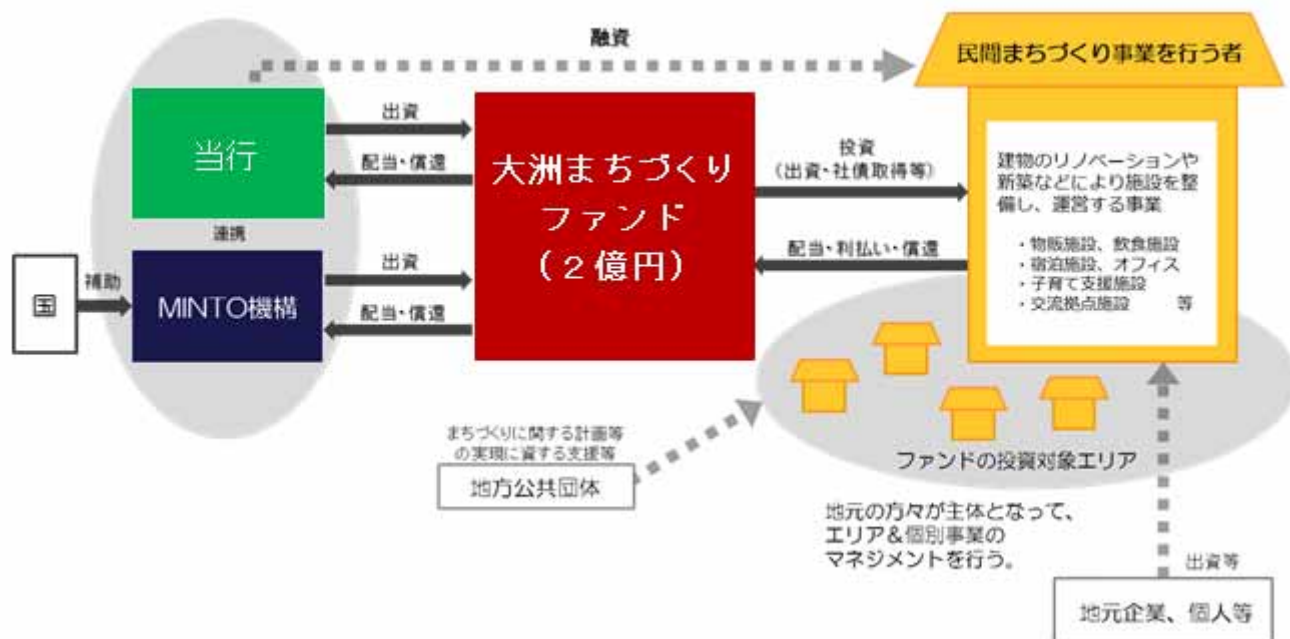 融資
民間まちづくり事業を行う者
当行
出資
配当・償還
連携
国
補助
MINTO機構
出資
配当・償還
大洲まちづくり
ファンド
(2億円)
投資
(出資・社債取得等)
配当・利払い・償還
建物のリノベーションや
新築などにより施設を整
備し、運営する事業
・物販施設、飲食施設
・宿泊施設、オフィス
・子育て支援施設
・交流拠点施設 等
まちづくりに関する計画等
の実現に資する支援等
地方公共団体
ファンドの投資対象エリア
地元の方々が主体となって、
エリア&個別事業の
マネジメントを行う。
出資等
地元企業、個人等